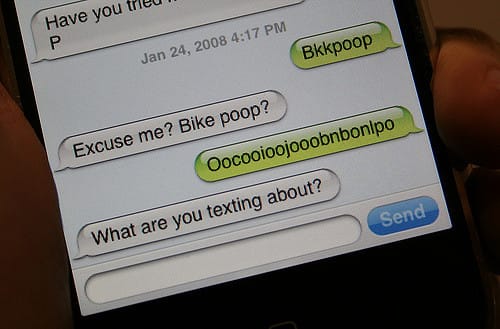 Have you tried
P
Jan 24, 2008 4:17 PM
Bkkpoop
Excuse me? Bike poop?
Oocooioojooobnbonlpo
What are you texting about?
Send